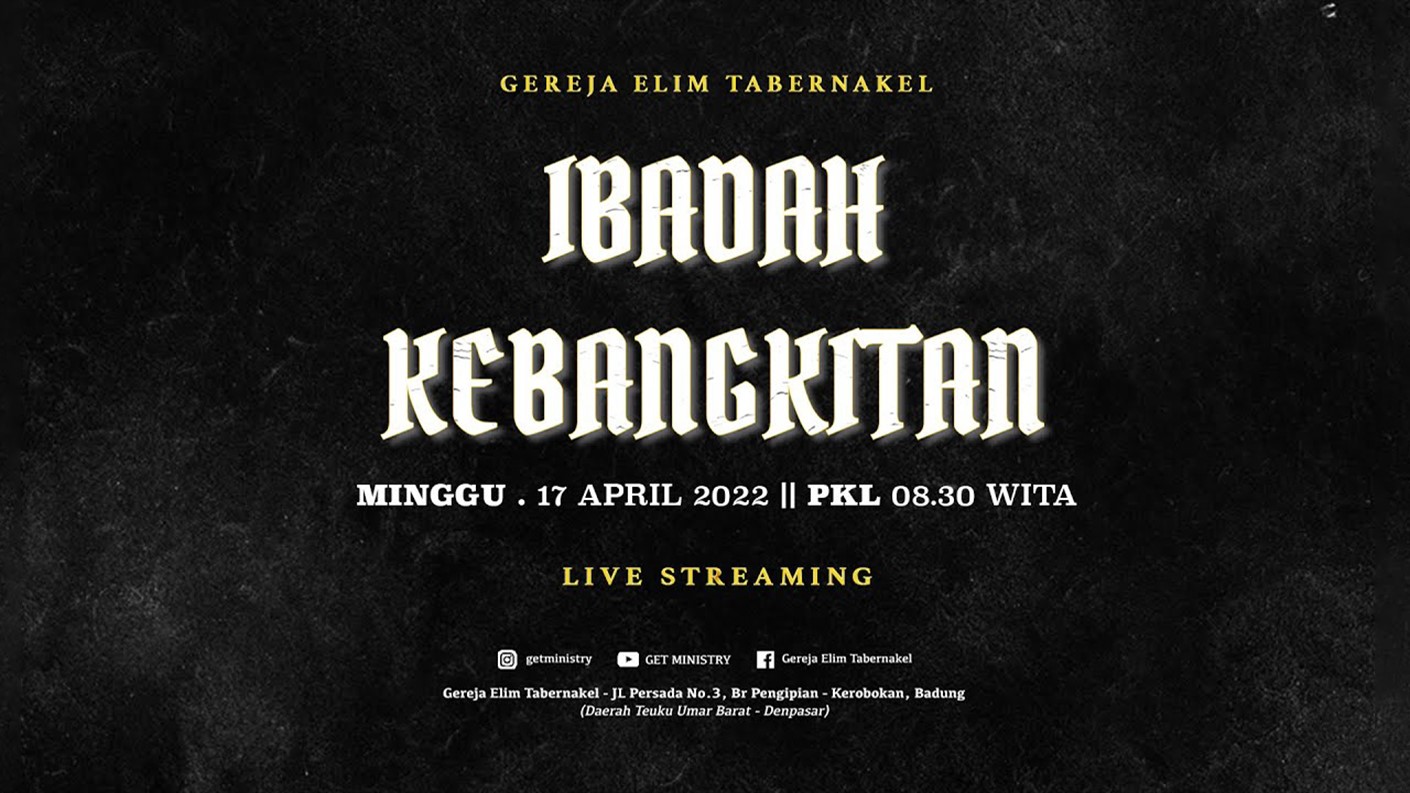 GEREJA ELIM TABERNAKEL
IBADAH
KEBANGKITAN
MINGGU . 17 APRIL 2022 || PKL 08.30 WITA
LIVE STREAMING
getministry GET MINISTRY Gereja Elim Tabernakel
Gereja Elim Tabernakel - JL Persada No.3, Br Pengipian - Kerobokan, Badung
(Daerah Teuku Umar Barat - Denpasar)